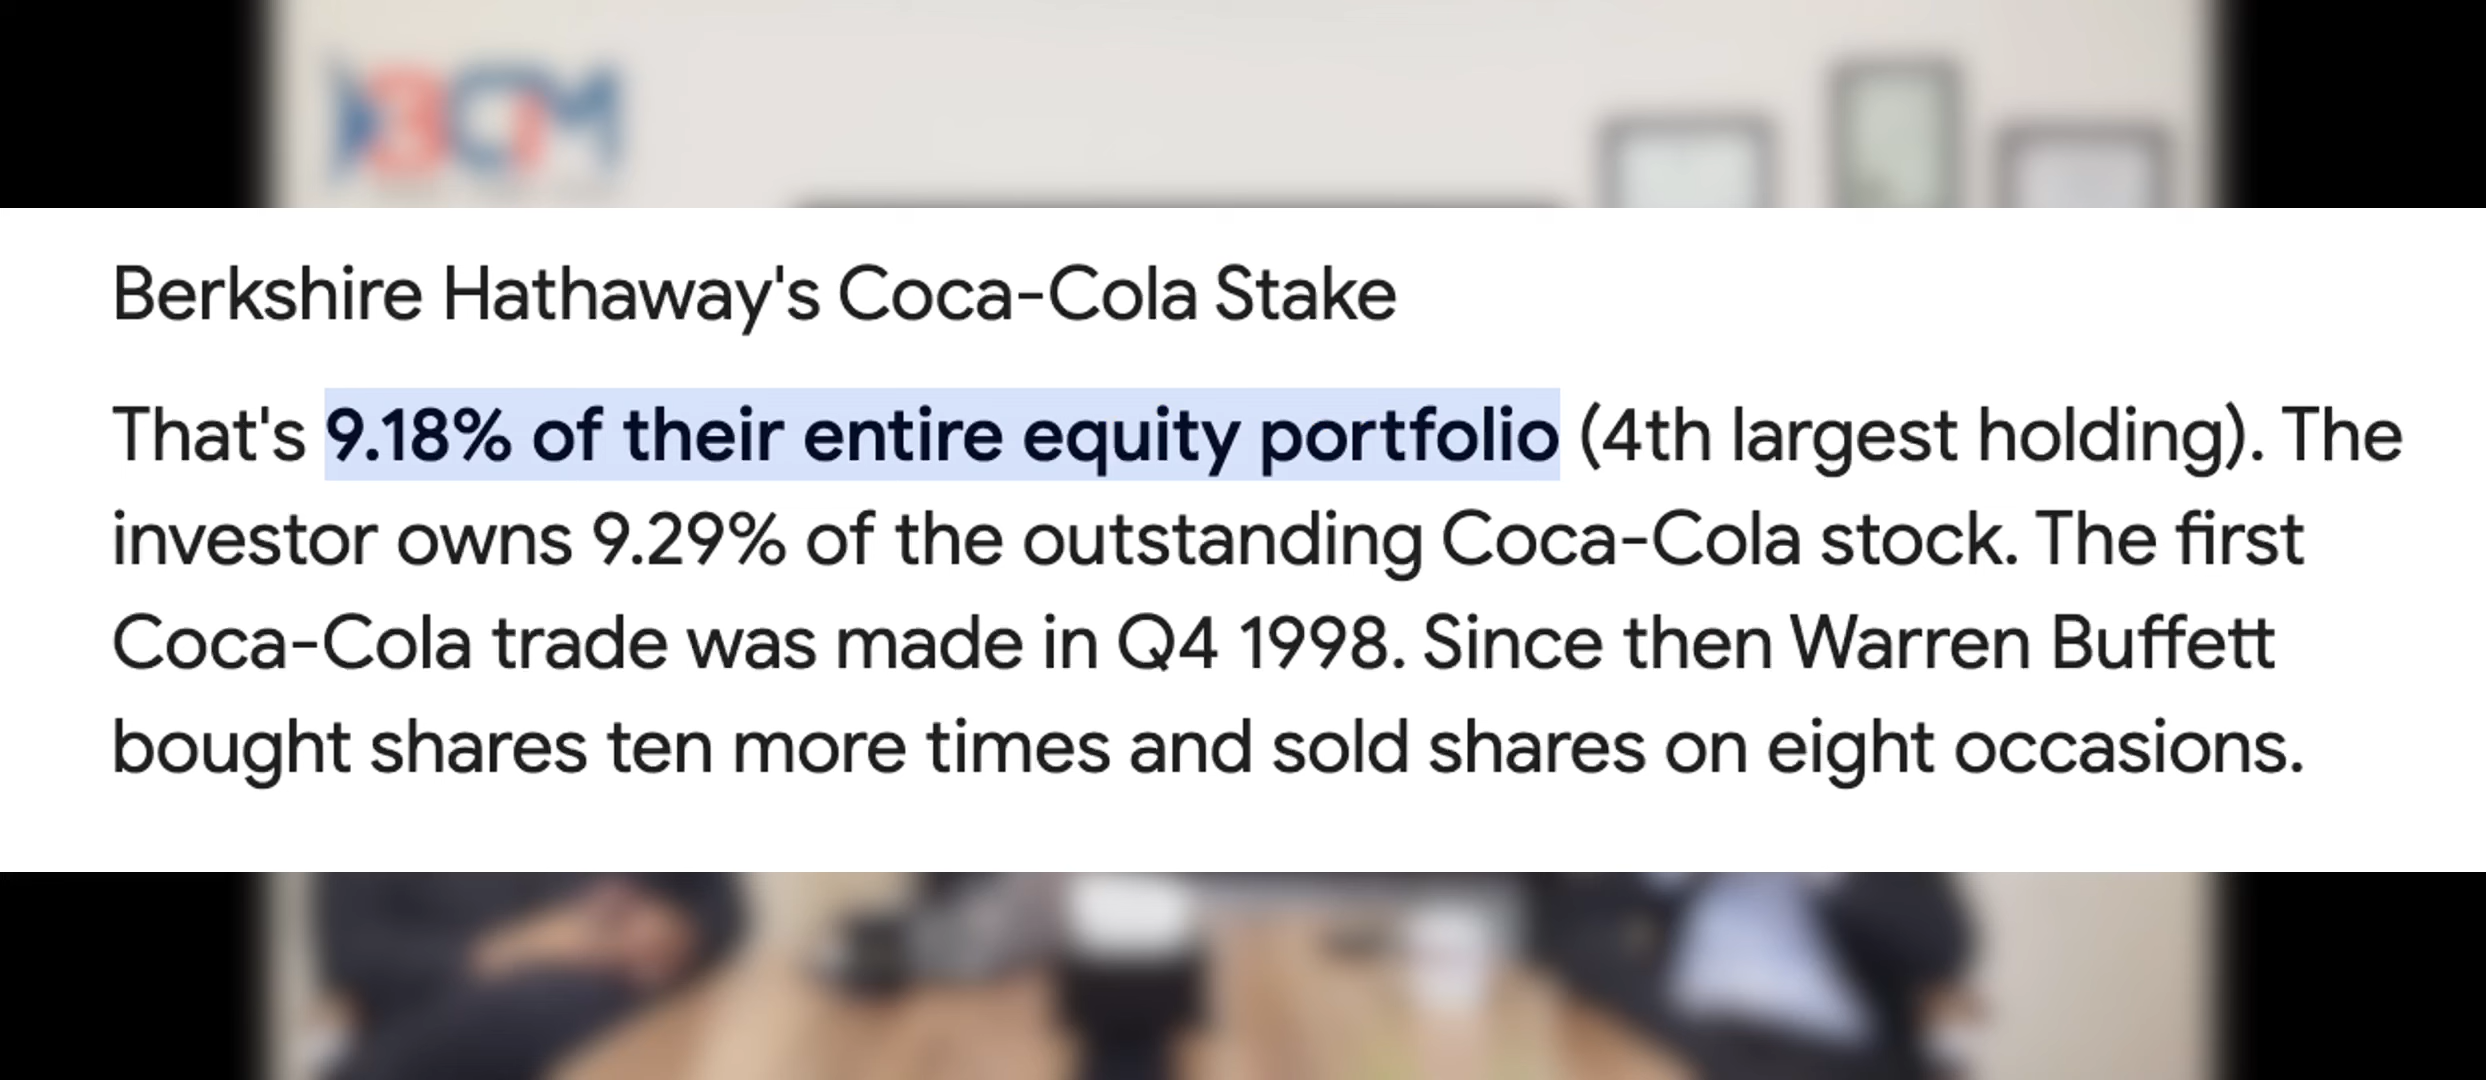 Berkshire Hathaway's Coca-Cola Stake
That's 9.18% of their entire equity portfolio (4th largest holding). The
investor owns 9.29% of the outstanding Coca-Cola stock. The first
Coca-Cola trade was made in Q4 1998. Since then Warren Buffett
bought shares ten more times and sold shares on eight occasions.